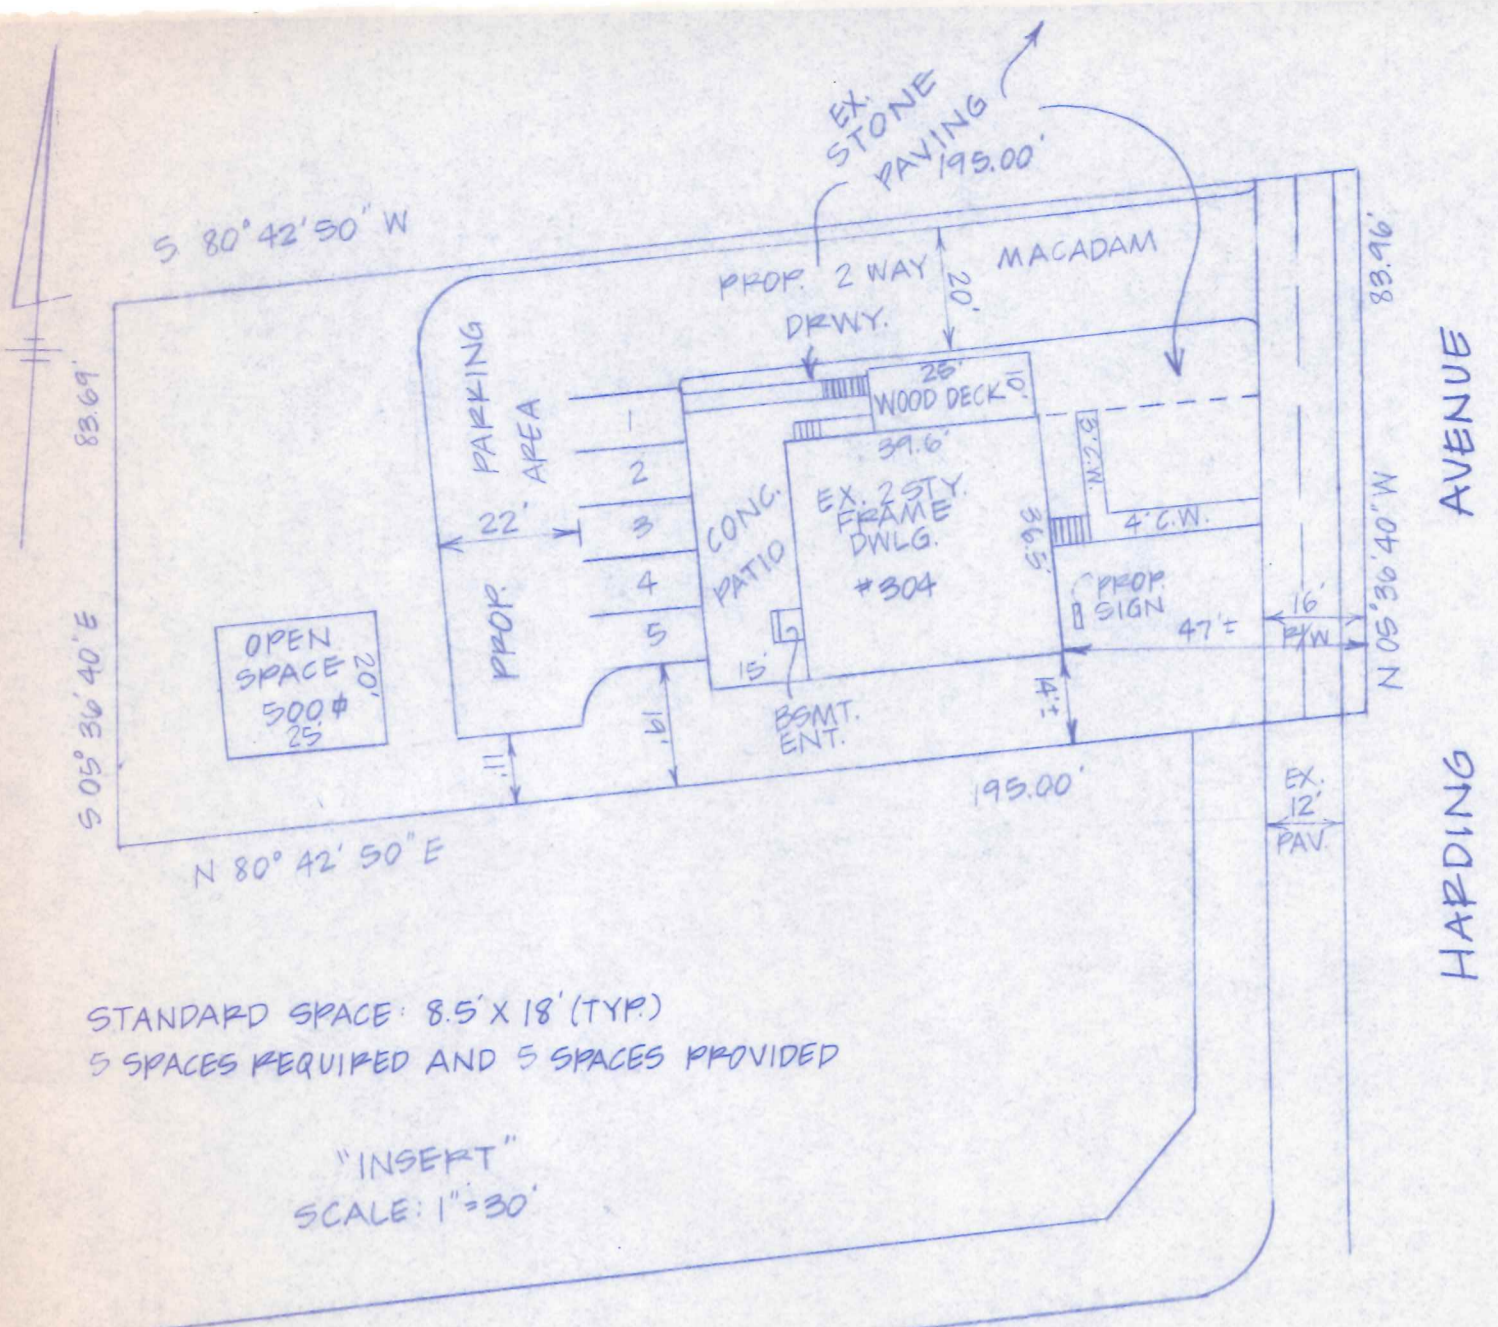 EX.
STONE
PAVING
195.00'
S 80° 42' 50" W
83.96'
MACADAM
PROP. 2 WAY
DRWY.
20'
AVENUE
83.69'
PARKING
AREA
PROP.
22'
1
2
3
4
5
25'
10'
WOOD DECK
39.6'
EX. 2 STY.
FRAME
DWLG.
#304
36.5'
CONC.
PATIO
15'
BSMT.
ENT.
4' C.W.
PROP.
SIGN
47'±
16'
R/W
N 05° 36' 40" W
14'±
OPEN
SPACE
500
25'
20'
S 05° 36' 40" E
11'
195.00'
N 80° 42' 50" E
EX.
12'
PAV.
HARDING
STANDARD SPACE: 8.5' X 18' (TYP.)
5 SPACES REQUIRED AND 5 SPACES PROVIDED
"INSERT"
SCALE: 1"=30'